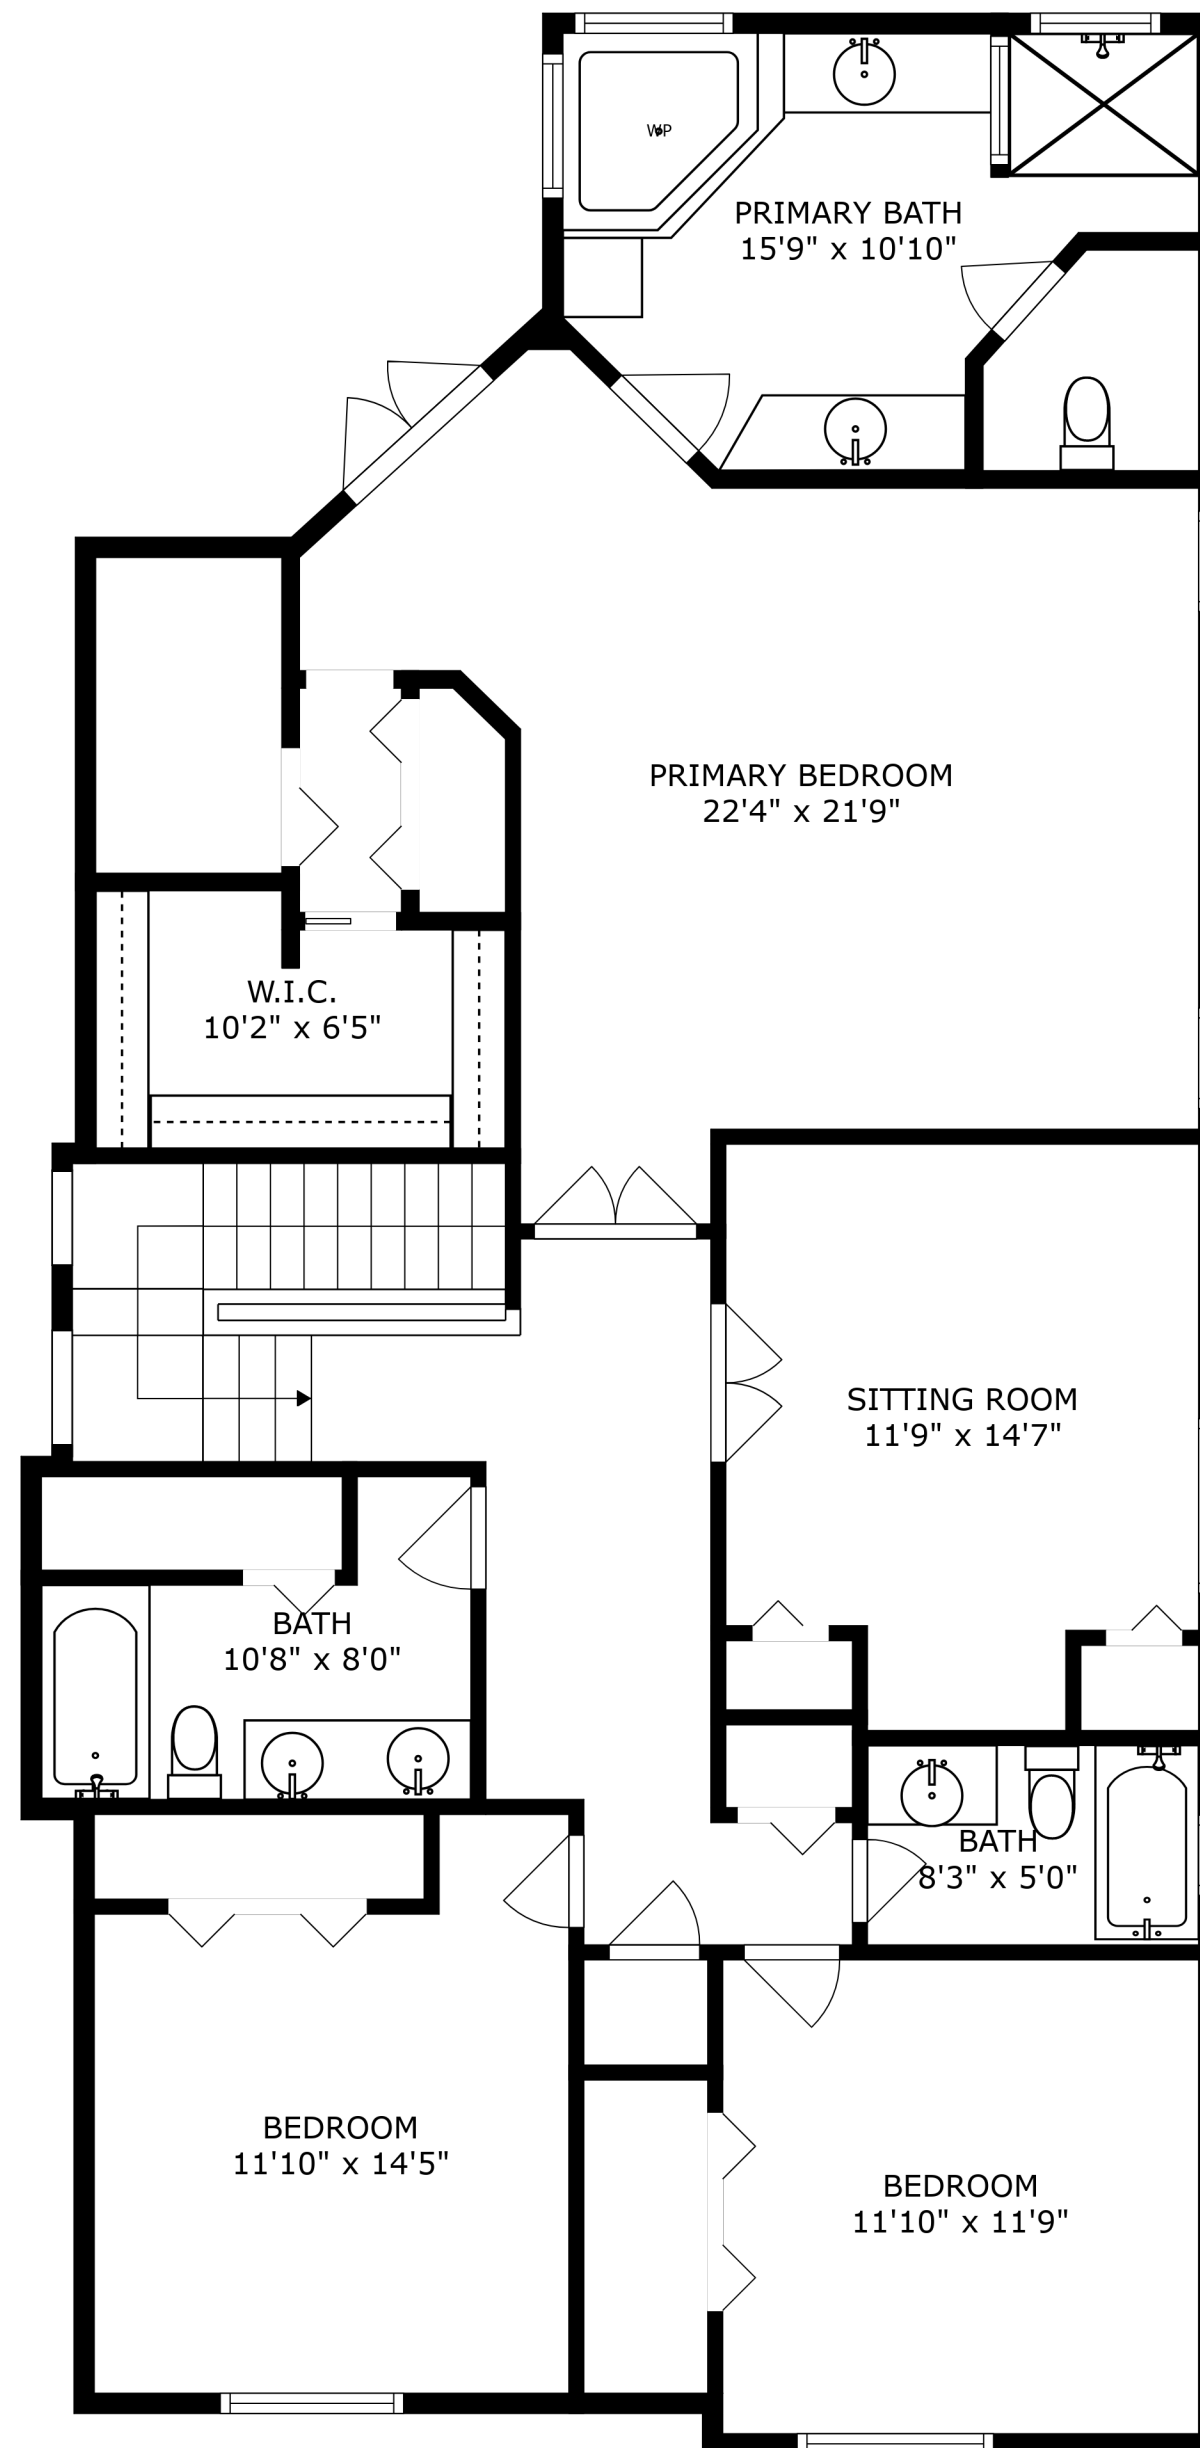 WP
PRIMARY BATH
15'9" x 10'10"
PRIMARY BEDROOM
22'4" x 21'9"
W.I.C.
10'2" x 6'5"
SITTING ROOM
11'9" x 14'7"
BATH
10'8" x 8'0"
BATH
8'3" x 5'0"
BEDROOM
11'10" x 14'5"
BEDROOM
11'10" x 11'9"